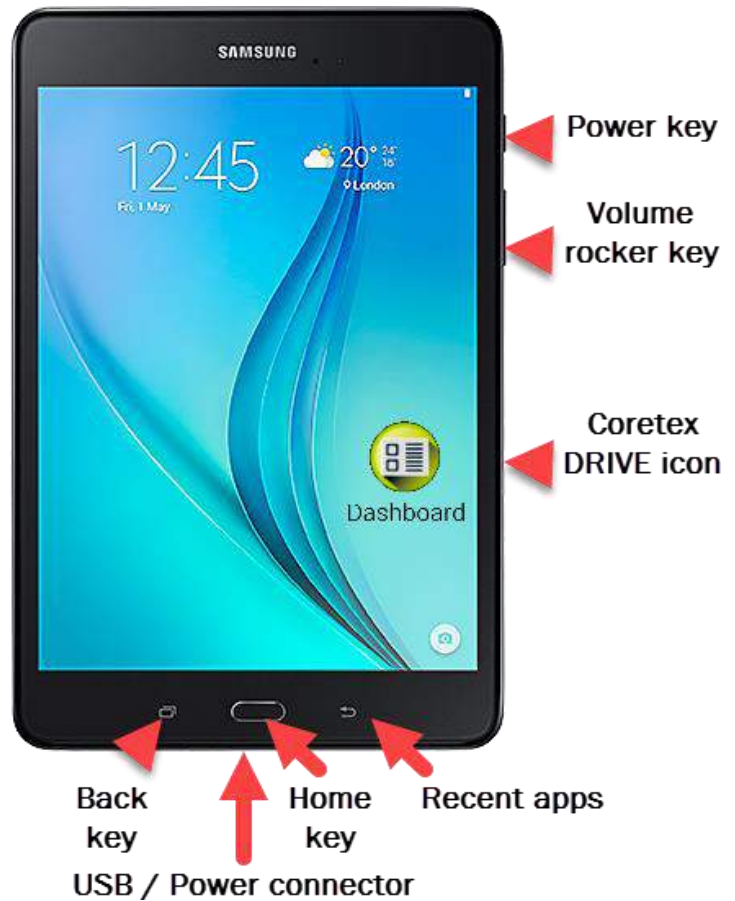 SAMSUNG
12:45
20° 24° 16°
London
Fri, 1 May
Power key
Volume
rocker key
Coretex
DRIVE icon
Dashboard
Back
key
Home
key
Recent apps
USB / Power connector